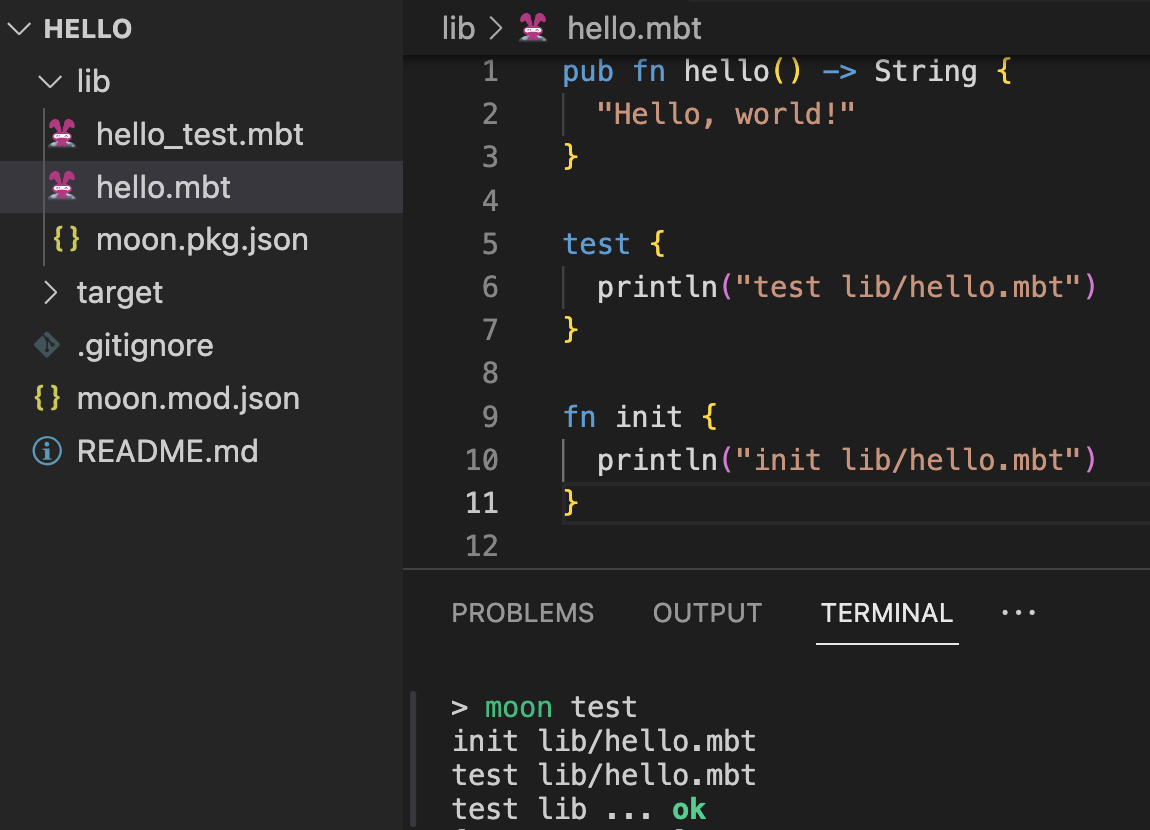 HELLO
lib
hello_test.mbt
hello.mbt
moon.pkg.json
target
.gitignore
moon.mod.json
README.md
lib > hello.mbt
1 pub fn hello() -> String {
2 "Hello, world!"
3 }
4
5 test {
6 println("test lib/hello.mbt")
7 }
8
9 fn init {
10 println("init lib/hello.mbt")
11 }
12
PROBLEMS OUTPUT TERMINAL ...
> moon test
init lib/hello.mbt
test lib/hello.mbt
test lib ... ok